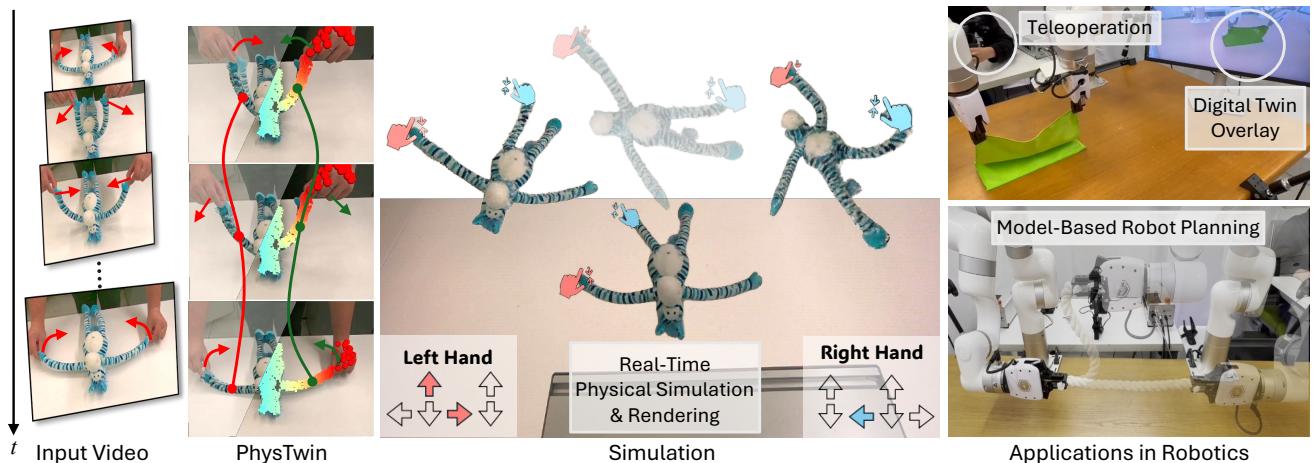 t
Input Video
PhysTwin
Left Hand
Real-Time
Physical Simulation
& Rendering
Right Hand
Simulation
Teleoperation
Digital Twin
Overlay
Model-Based Robot Planning
Applications in Robotics